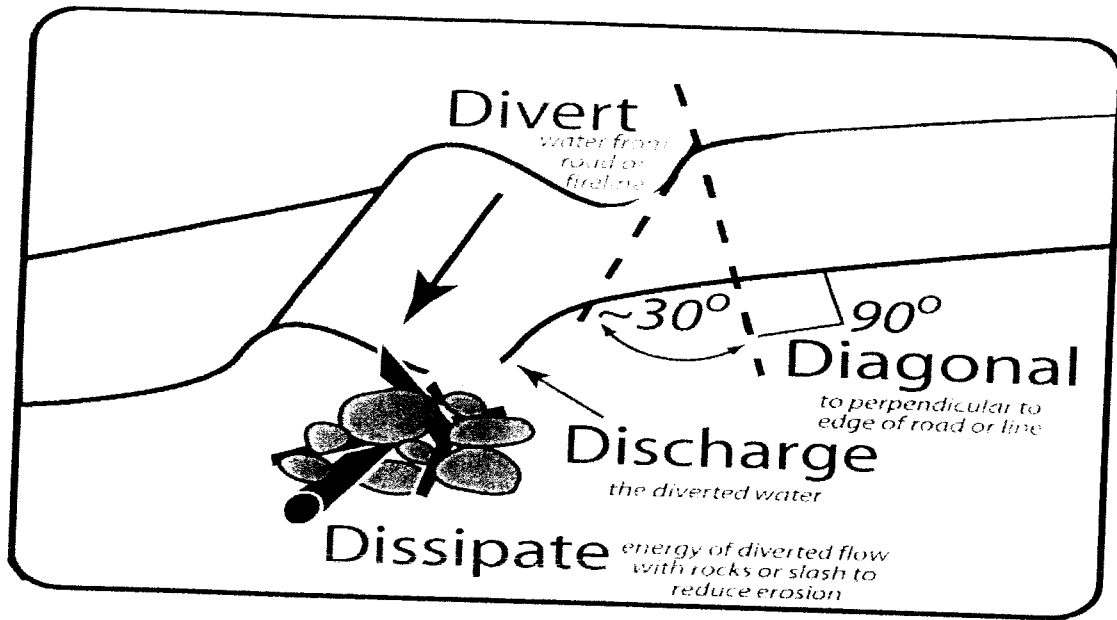 Divert
water from
road or
fireline
~30°
90°
Diagonal
to perpendicular to
edge of road or line
Discharge
the diverted water
Dissipate
energy of diverted flow
with rocks or slash to
reduce erosion